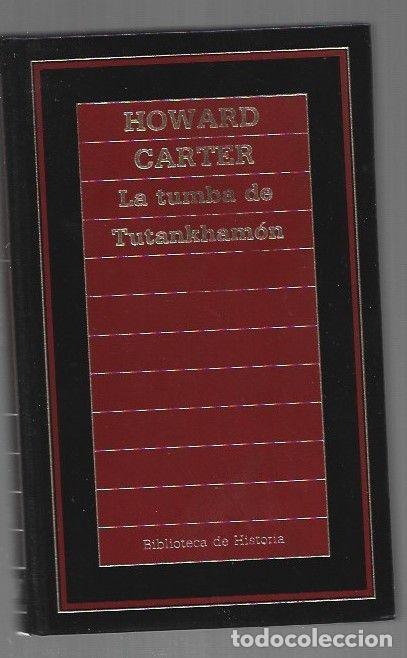 HOWARD
CARTER
La tumba de
Tutankhamón
Biblioteca de Historia
todocoleccion